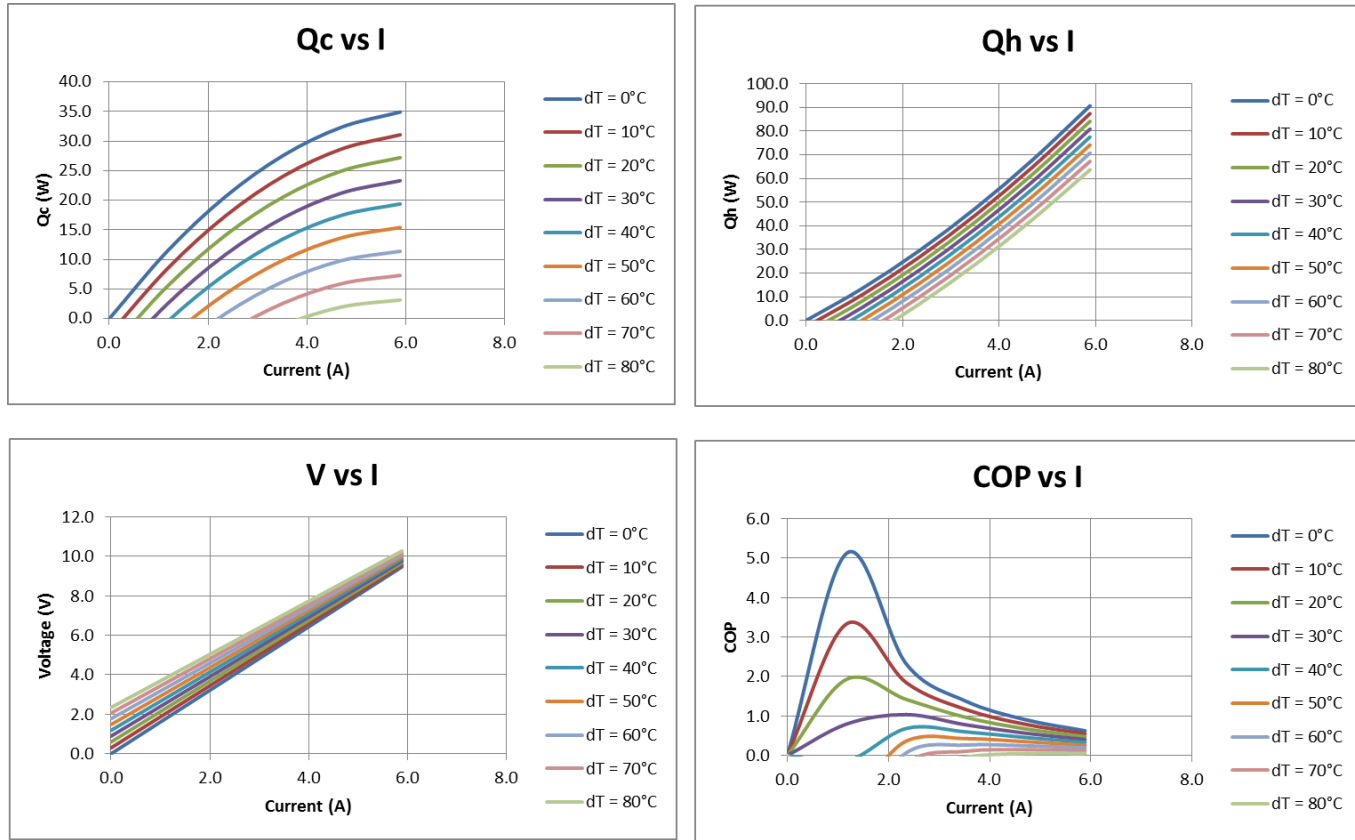 Qc vs I
Qc (W)
40.0
35.0
30.0
25.0
20.0
15.0
10.0
5.0
0.0
0.0 2.0 4.0 6.0 8.0
Current (A)
dT = 0°C
dT = 10°C
dT = 20°C
dT = 30°C
dT = 40°C
dT = 50°C
dT = 60°C
dT = 70°C
dT = 80°C
Qh vs I
Qh (W)
100.0
90.0
80.0
70.0
60.0
50.0
40.0
30.0
20.0
10.0
0.0
0.0 2.0 4.0 6.0 8.0
Current (A)
dT = 0°C
dT = 10°C
dT = 20°C
dT = 30°C
dT = 40°C
dT = 50°C
dT = 60°C
dT = 70°C
dT = 80°C
V vs I
Voltage (V)
12.0
10.0
8.0
6.0
4.0
2.0
0.0
0.0 2.0 4.0 6.0 8.0
Current (A)
dT = 0°C
dT = 10°C
dT = 20°C
dT = 30°C
dT = 40°C
dT = 50°C
dT = 60°C
dT = 70°C
dT = 80°C
COP vs I
COP
6.0
5.0
4.0
3.0
2.0
1.0
0.0
0.0 2.0 4.0 6.0 8.0
Current (A)
dT = 0°C
dT = 10°C
dT = 20°C
dT = 30°C
dT = 40°C
dT = 50°C
dT = 60°C
dT = 70°C
dT = 80°C